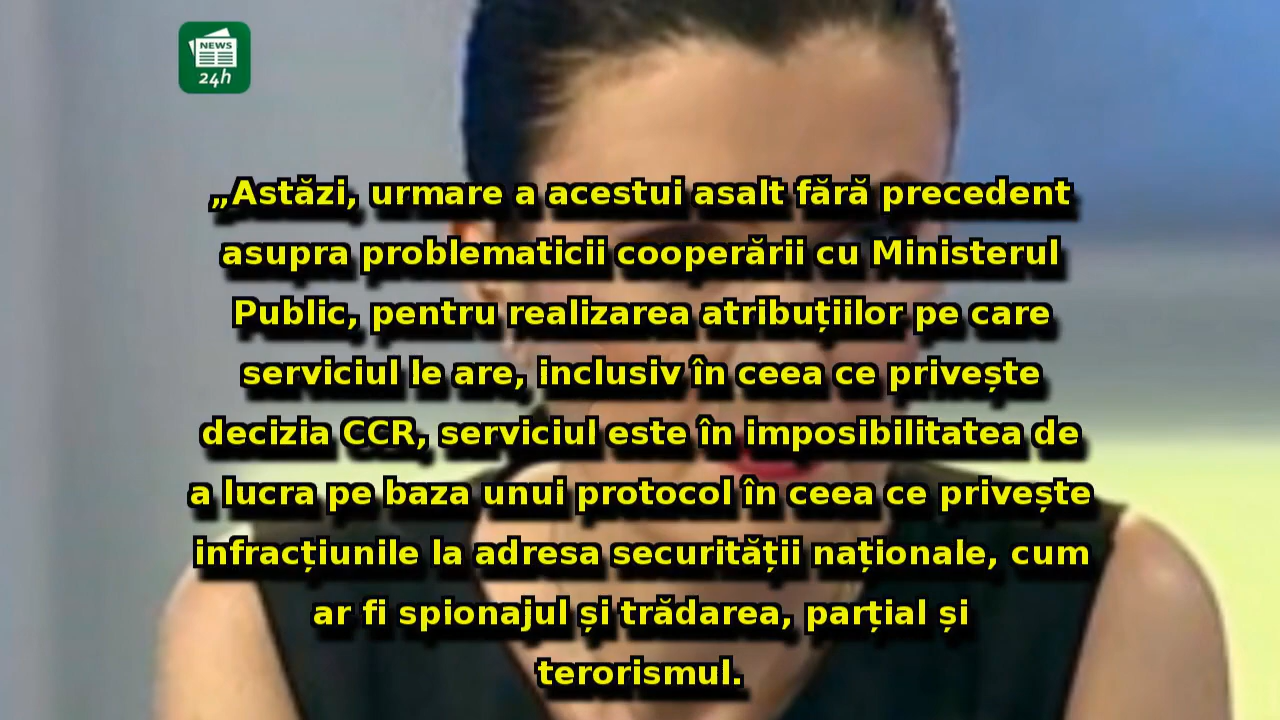 NEWS
24h
„Astăzi, urmare a acestui asalt fără precedent
asupra problematicii cooperării cu Ministerul
Public, pentru realizarea atribuțiilor pe care
serviciul le are, inclusiv în ceea ce privește
decizia CCR, serviciul este în imposibilitatea de
a lucra pe baza unui protocol în ceea ce privește
infracțiunile la adresa securității naționale, cum
ar fi spionajul și trădarea, parțial și
terorismul.